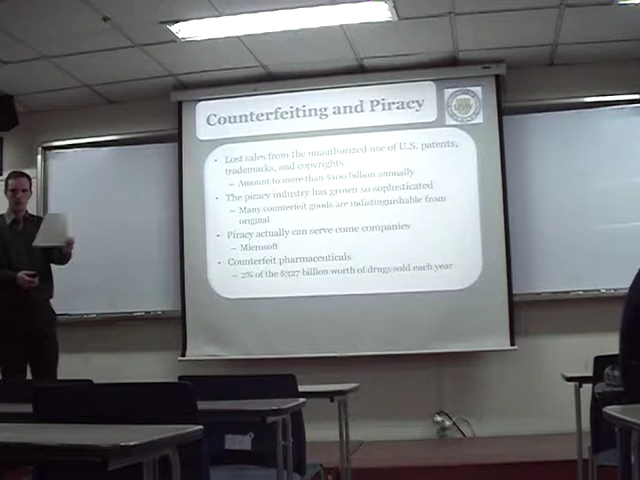 Counterfeiting and Piracy
• Lost sales from the unauthorized use of U.S. patents,
trademarks, and copyrights
– Amount to more than $100 billion annually
• The piracy industry has grown so sophisticated
– Many counterfeit goods are indistinguishable from
original
• Piracy actually can serve come companies
– Microsoft
• Counterfeit pharmaceuticals
– 2% of the $327 billion worth of drugs sold each year